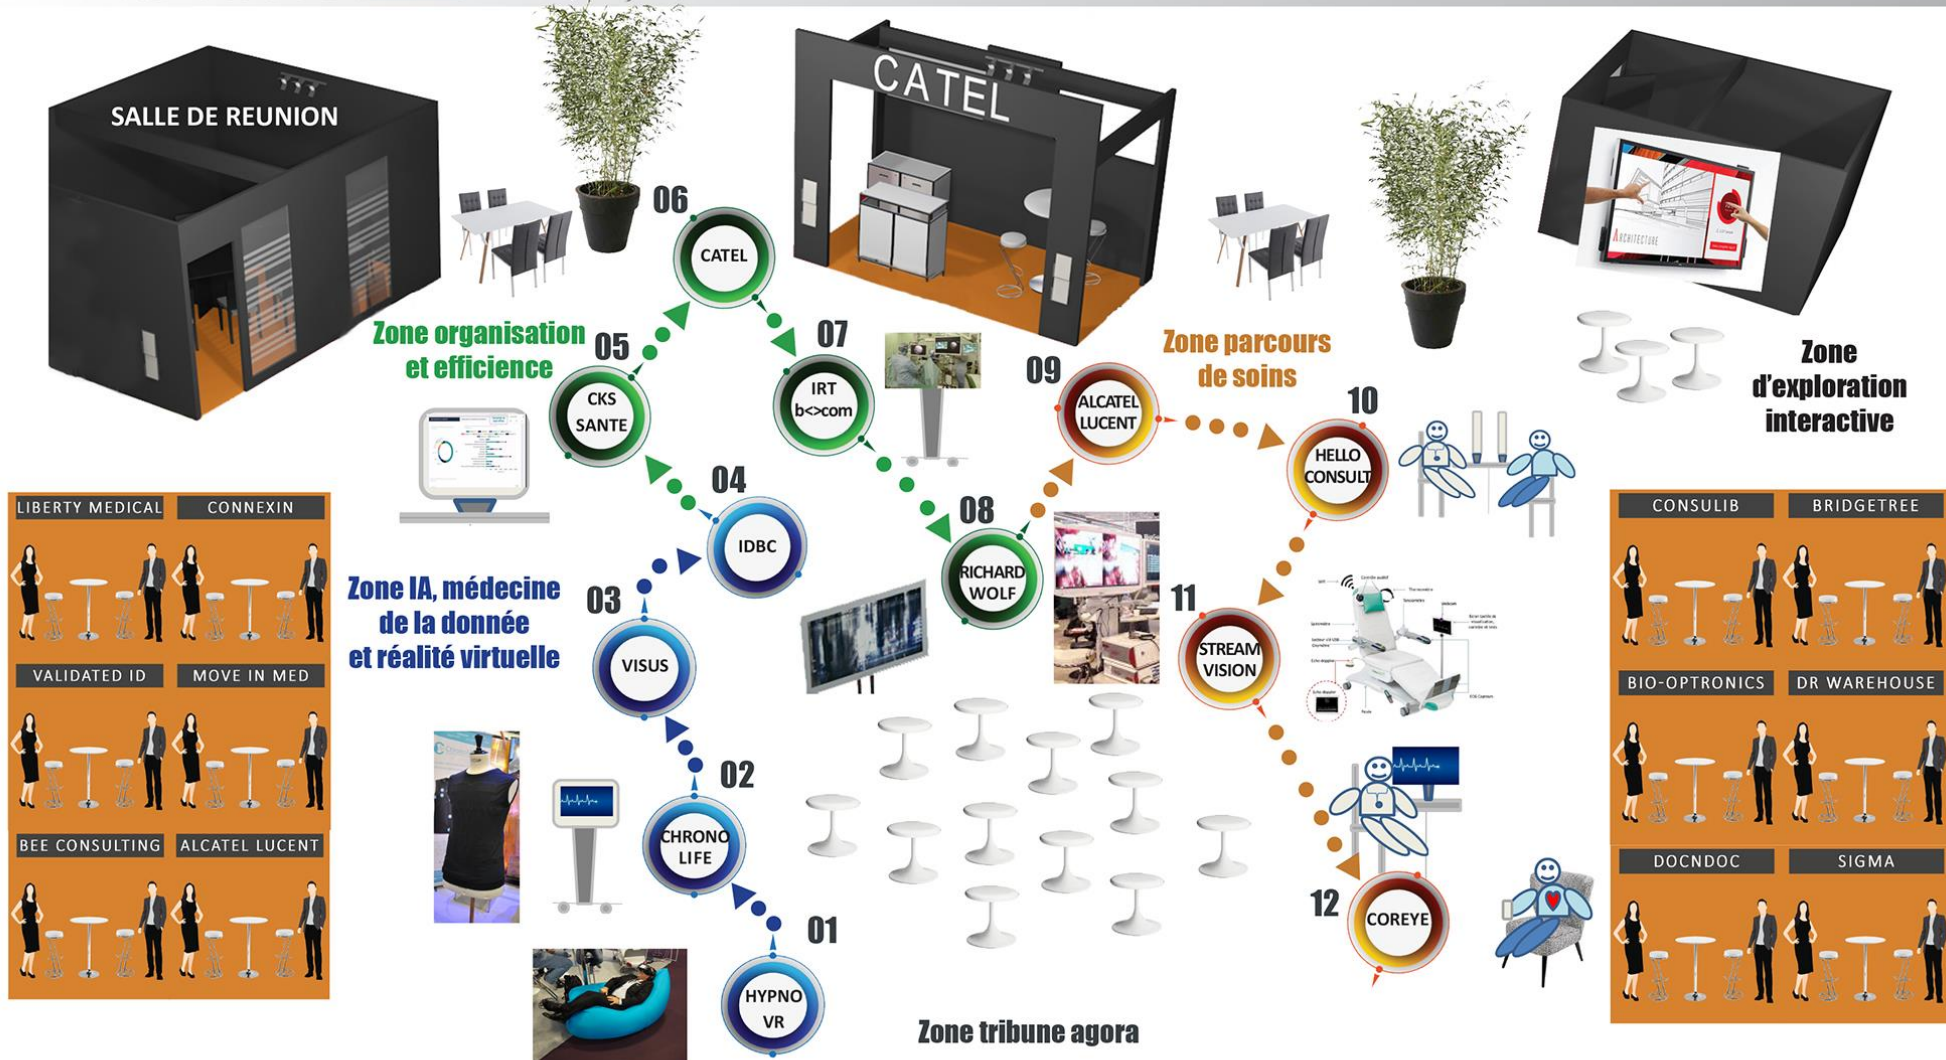 SALLE DE REUNION
CATEL
ARCHITECTURE
06
CATEL
Zone organisation
et efficience
05
CKS
SANTE
07
IRT
b<>com
09
ALCATEL
LUCENT
Zone parcours
de soins
10
HELLO
CONSULT
Zone
d'exploration
interactive
04
IDBC
08
RICHARD
WOLF
Zone IA, médecine
de la donnée
et réalité virtuelle
03
VISUS
11
STREAM
VISION
02
CHRONO
LIFE
01
HYPNO
VR
12
COREYE
Zone tribune agora
LIBERTY MEDICAL
CONNEXIN
VALIDATED ID
MOVE IN MED
BEE CONSULTING
ALCATEL LUCENT
CONSULIB
BRIDGETREE
BIO-OPTRONICS
DR WAREHOUSE
DOCNDOC
SIGMA